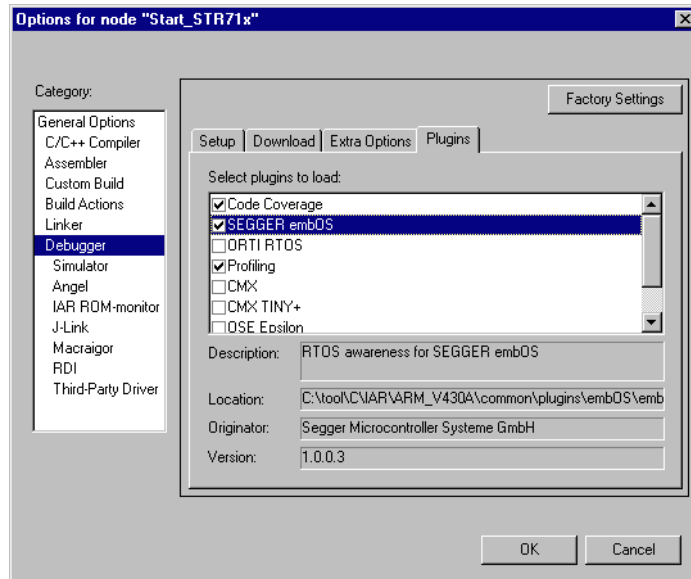 Options for node "Start_STR71x"
Category:
General Options
C/C++ Compiler
Assembler
Custom Build
Build Actions
Linker
Debugger
Simulator
Angel
IAR ROM-monitor
J-Link
Macraigor
RDI
Third-Party Driver
Factory Settings
Setup Download Extra Options Plugins
Select plugins to load:
Code Coverage
SEGGER embOS
ORTI RTOS
Profiling
CMX
CMX TINY+
OSE Epsilon
Description: RTOS awareness for SEGGER embOS
Location: C:\tool\C\IAR\ARM_V430A\common\plugins\embOS\emb
Originator: Segger Microcontroller Systeme GmbH
Version: 1.0.0.3
OK Cancel